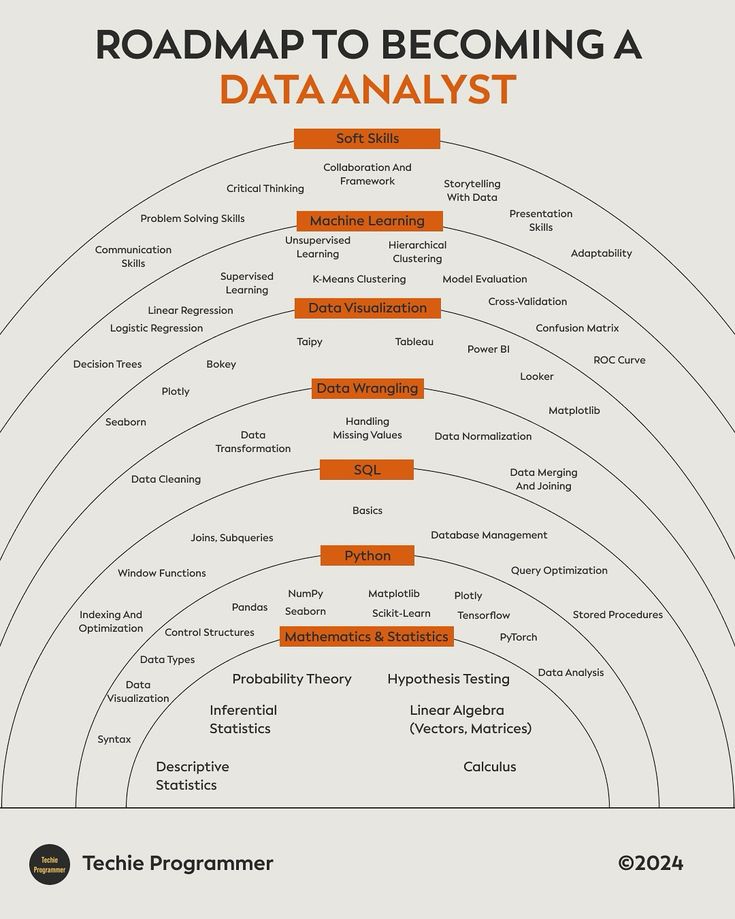 ROADMAP TO BECOMING A
DATA ANALYST
Soft Skills
Collaboration And
Framework
Critical Thinking
Storytelling
With Data
Problem Solving Skills
Presentation
Skills
Communication
Skills
Adaptability
Machine Learning
Unsupervised
Learning
Hierarchical
Clustering
Supervised
Learning
K-Means Clustering
Model Evaluation
Linear Regression
Cross-Validation
Logistic Regression
Confusion Matrix
Decision Trees
ROC Curve
Data Visualization
Taipy
Tableau
Power BI
Bokey
Looker
Plotly
Matplotlib
Seaborn
Data Wrangling
Handling
Missing Values
Data
Transformation
Data Normalization
Data Cleaning
Data Merging
And Joining
SQL
Basics
Joins, Subqueries
Database Management
Window Functions
Query Optimization
Indexing And
Optimization
Stored Procedures
Python
NumPy
Matplotlib
Plotly
Pandas
Seaborn
Scikit-Learn
Tensorflow
Control Structures
PyTorch
Data Types
Data Analysis
Data
Visualization
Syntax
Mathematics & Statistics
Probability Theory
Hypothesis Testing
Inferential
Statistics
Linear Algebra
(Vectors, Matrices)
Descriptive
Statistics
Calculus
Techie
Programmer
Techie Programmer
©2024